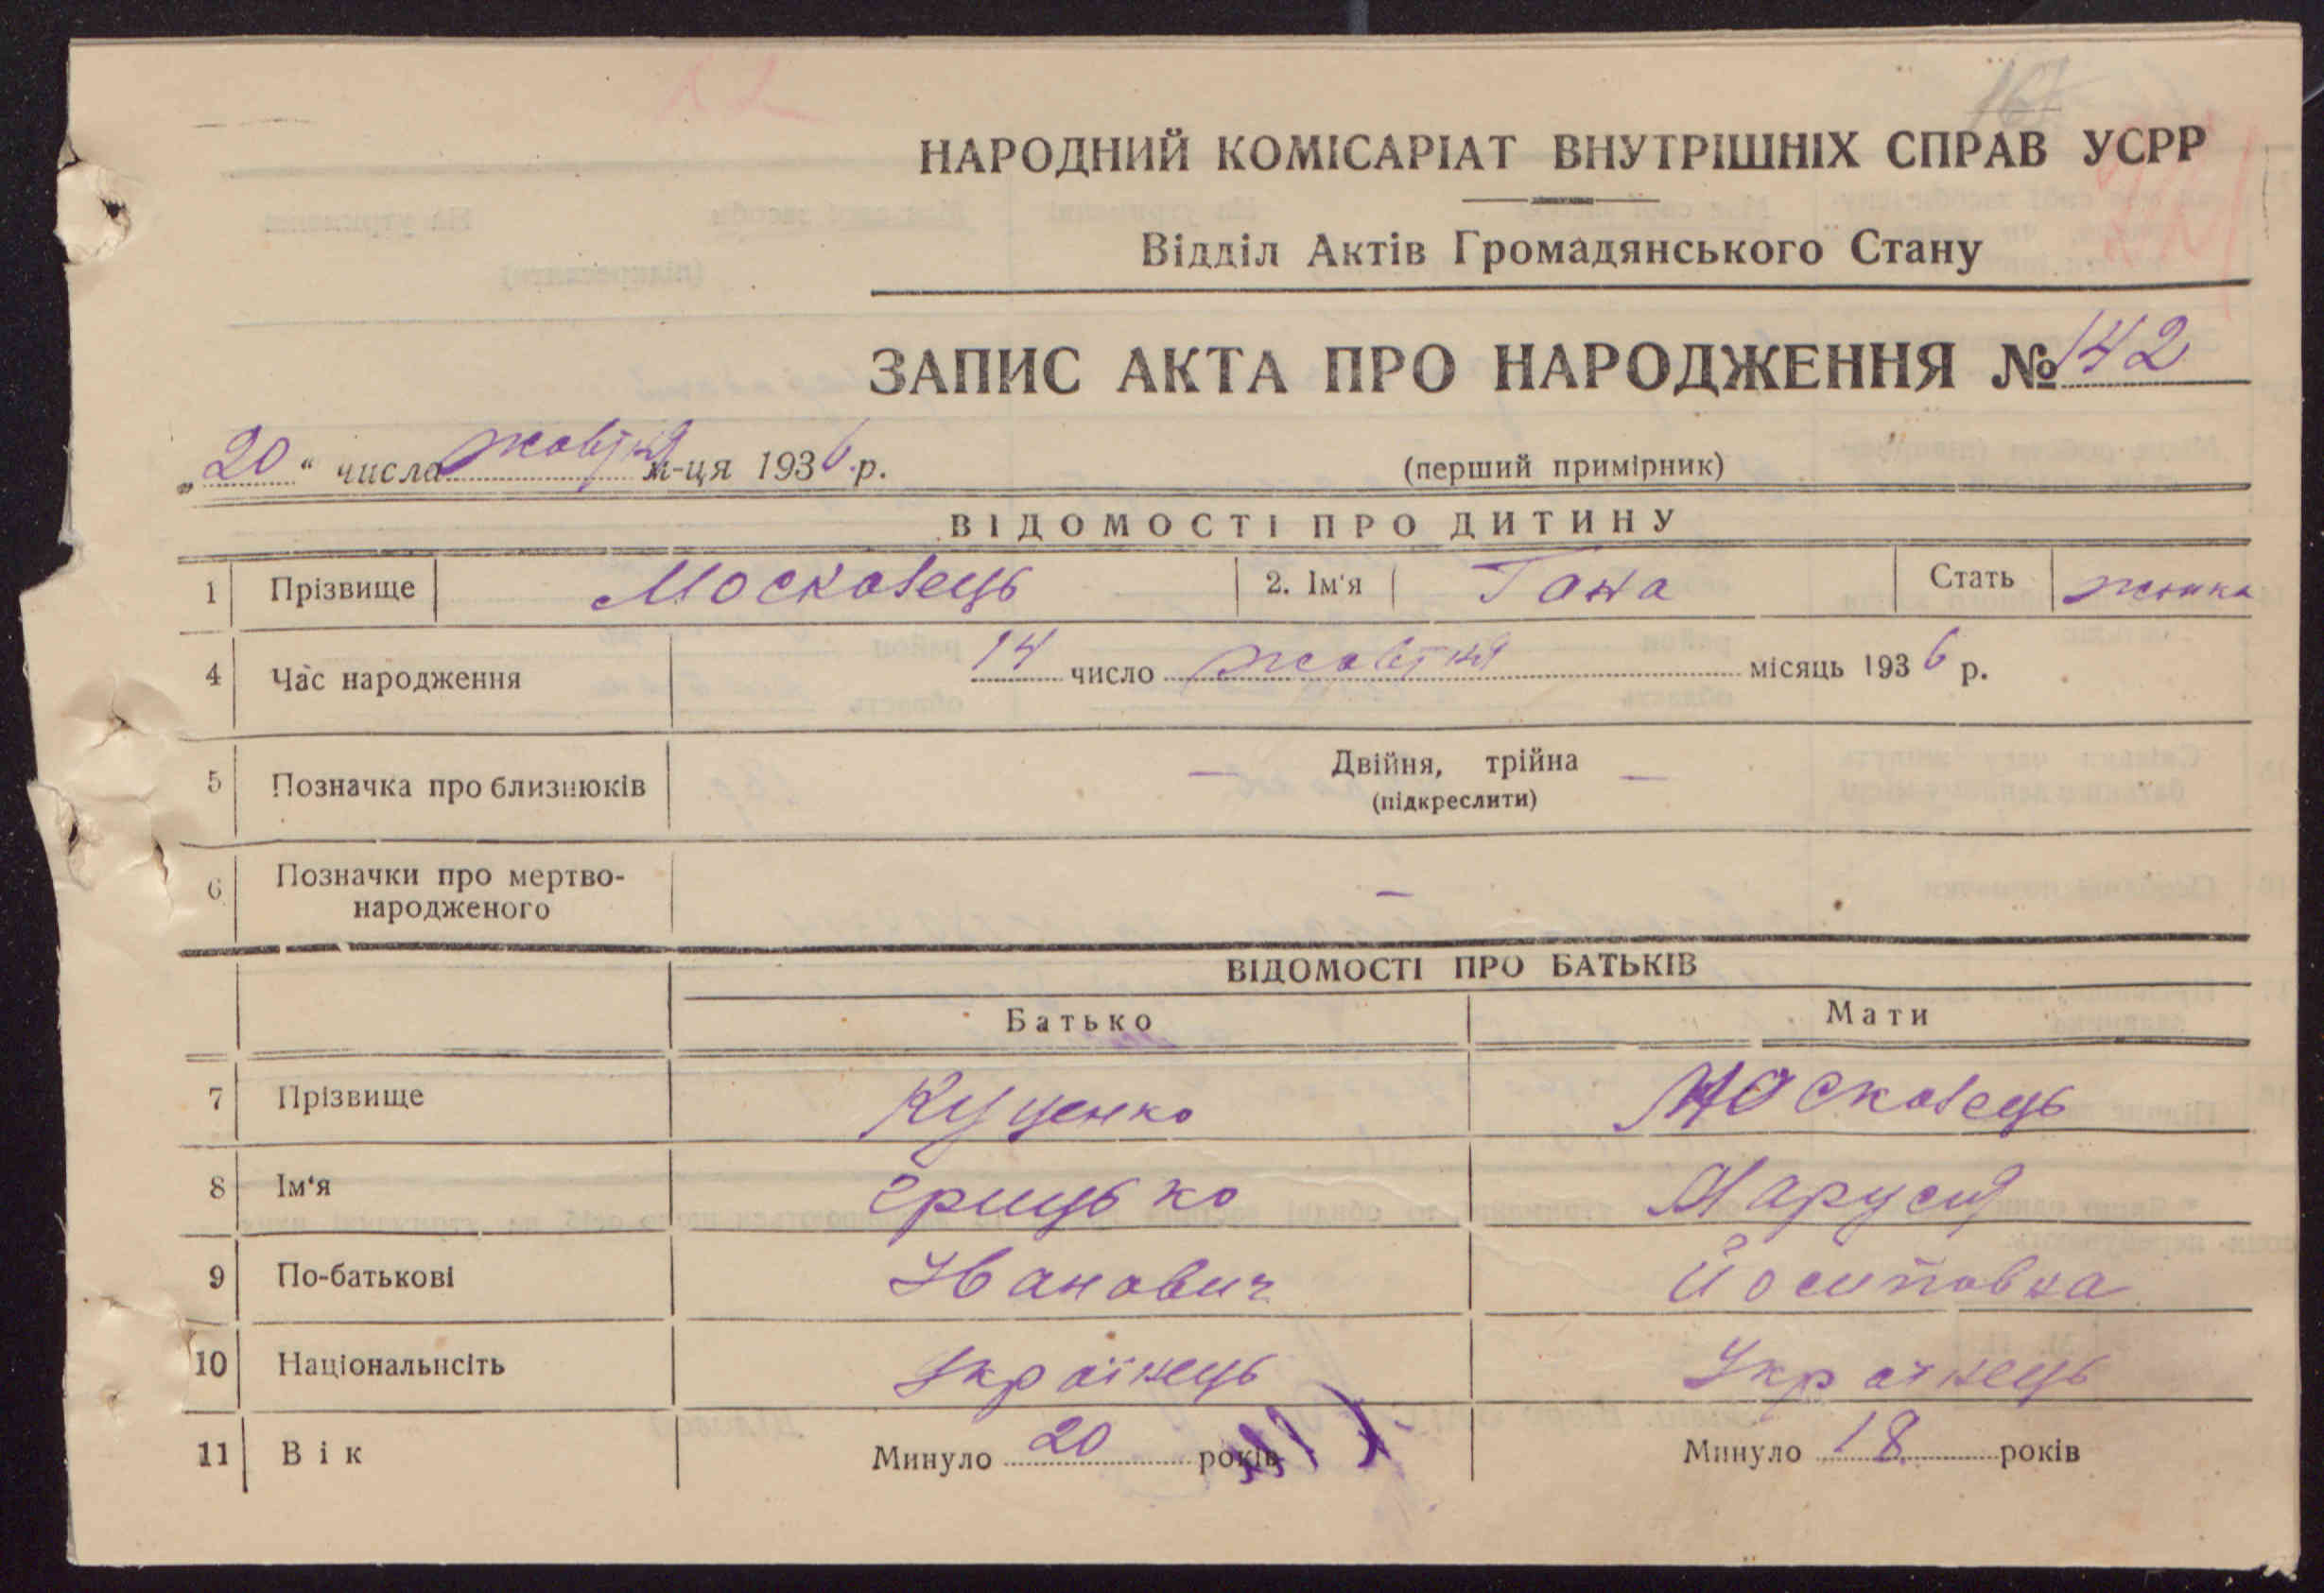 167
НАРОДНИЙ КОМІСАРІАТ ВНУТРІШНІХ СПРАВ УСРР
Відділ Актів Громадянського Стану
ЗАПИС АКТА ПРО НАРОДЖЕННЯ № 142
„20“ числа жовтня м-ця 1936 р. (перший примірник)
ВІДОМОСТІ ПРО ДИТИНУ
1 Прізвище Московець 2. Ім'я Гана Стать жінка
4 Час народження 14 число жовтня місяць 1936 р.
5 Позначка про близнюків — Двійня, трійна —
(підкреслити)
6 Позначки про мертво-
народженого —
ВІДОМОСТІ ПРО БАТЬКІВ
Батько Мати
7 Прізвище Куценко Московець
8 Ім'я Грицько Маруся
9 По-батькові Іванович Йосиповна
10 Національнсіть Українець Українець
11 Вік Минуло 20 років Минуло 18 років